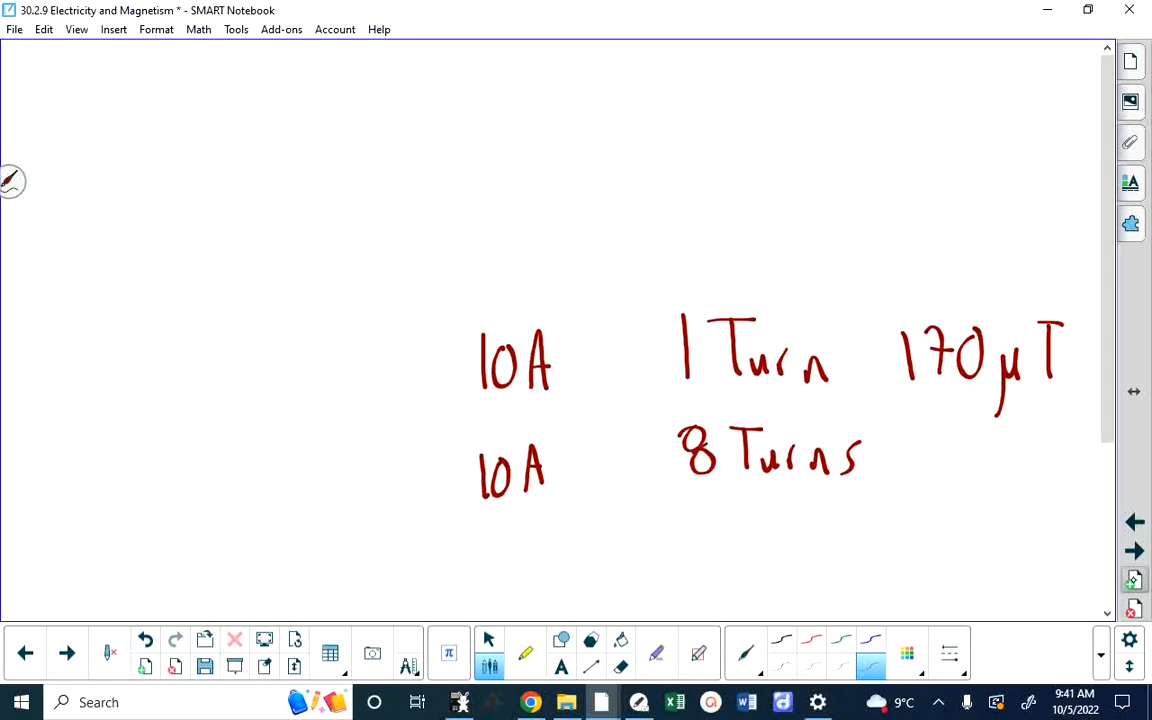 30.2.9 Electricity and Magnetism * - SMART Notebook
File Edit View Insert Format Math Tools Add-ons Account Help
10A 1 Turn 170μT
10A 8 Turns
Search
9°C
9:41 AM
10/5/2022